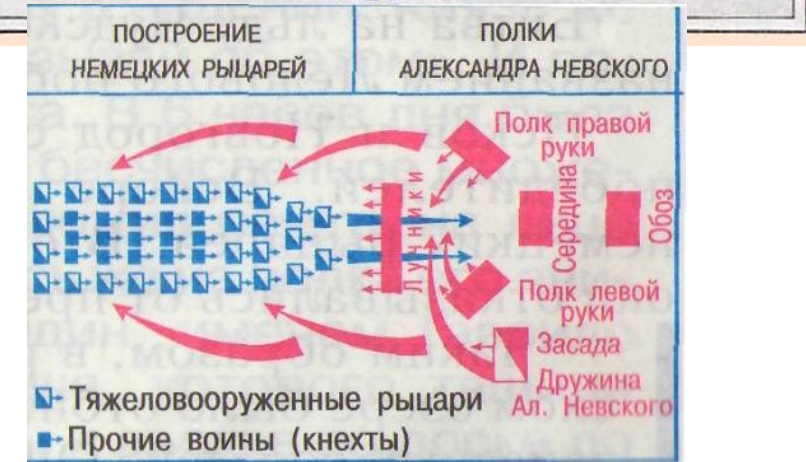 ПОСТРОЕНИЕ
НЕМЕЦКИХ РЫЦАРЕЙ
ПОЛКИ
АЛЕКСАНДРА НЕВСКОГО
Полк правой
руки
Лучники
Середина
Обоз
Полк левой
руки
Засада
Дружина
Ал. Невского
Тяжеловооруженные рыцари
Прочие воины (кнехты)